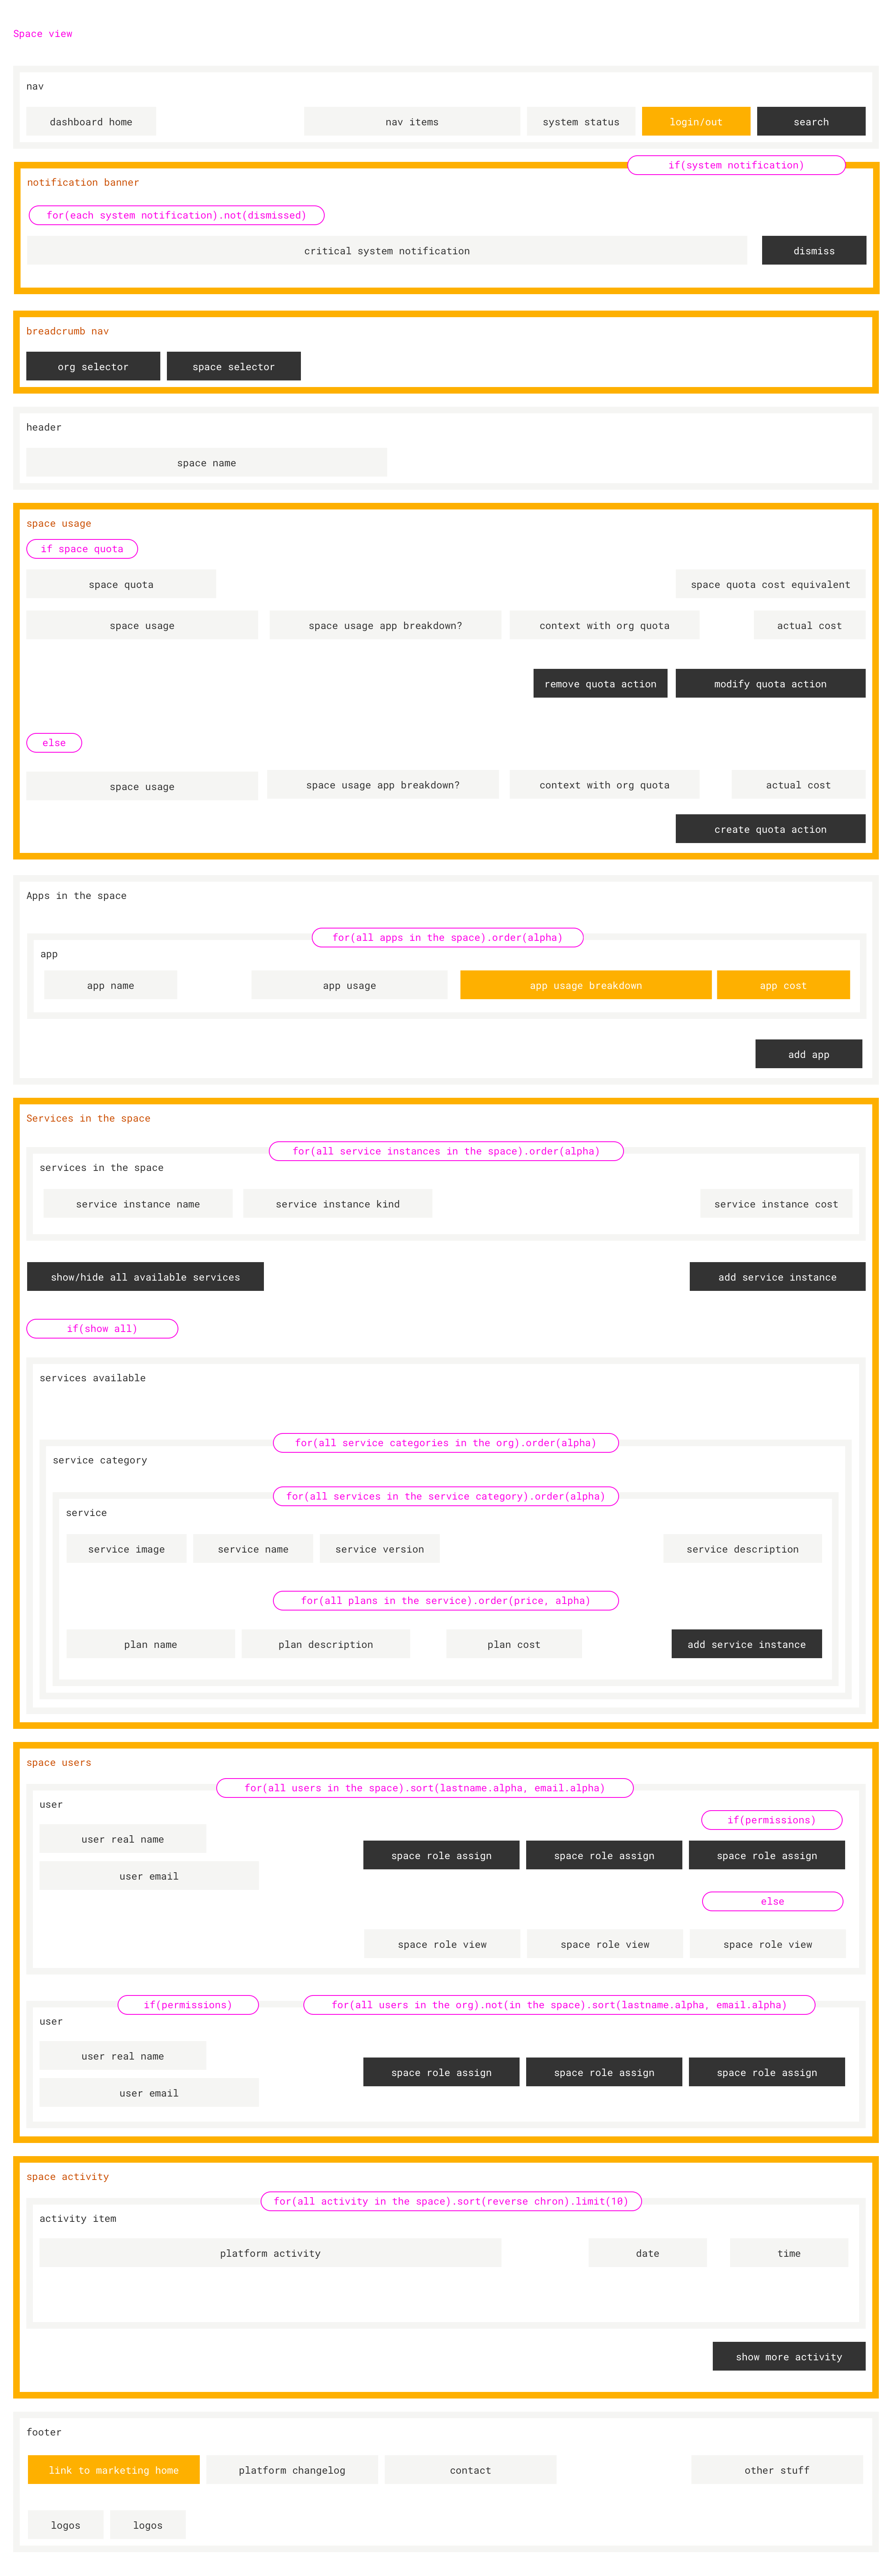 Space view
nav
dashboard home
nav items
system status
login/out
search
if(system notification)
notification banner
for(each system notification).not(dismissed)
critical system notification
dismiss
breadcrumb nav
org selector
space selector
header
space name
space usage
if space quota
space quota
space quota cost equivalent
space usage
space usage app breakdown?
context with org quota
actual cost
remove quota action
modify quota action
else
space usage
space usage app breakdown?
context with org quota
actual cost
create quota action
Apps in the space
for(all apps in the space).order(alpha)
app
app name
app usage
app usage breakdown
app cost
add app
Services in the space
for(all service instances in the space).order(alpha)
services in the space
service instance name
service instance kind
service instance cost
show/hide all available services
add service instance
if(show all)
services available
for(all service categories in the org).order(alpha)
service category
for(all services in the service category).order(alpha)
service
service image
service name
service version
service description
for(all plans in the service).order(price, alpha)
plan name
plan description
plan cost
add service instance
space users
for(all users in the space).sort(lastname.alpha, email.alpha)
user
if(permissions)
user real name
space role assign
space role assign
space role assign
user email
else
space role view
space role view
space role view
if(permissions)
for(all users in the org).not(in the space).sort(lastname.alpha, email.alpha)
user
user real name
space role assign
space role assign
space role assign
user email
space activity
for(all activity in the space).sort(reverse chron).limit(10)
activity item
platform activity
date
time
show more activity
footer
link to marketing home
platform changelog
contact
other stuff
logos
logos